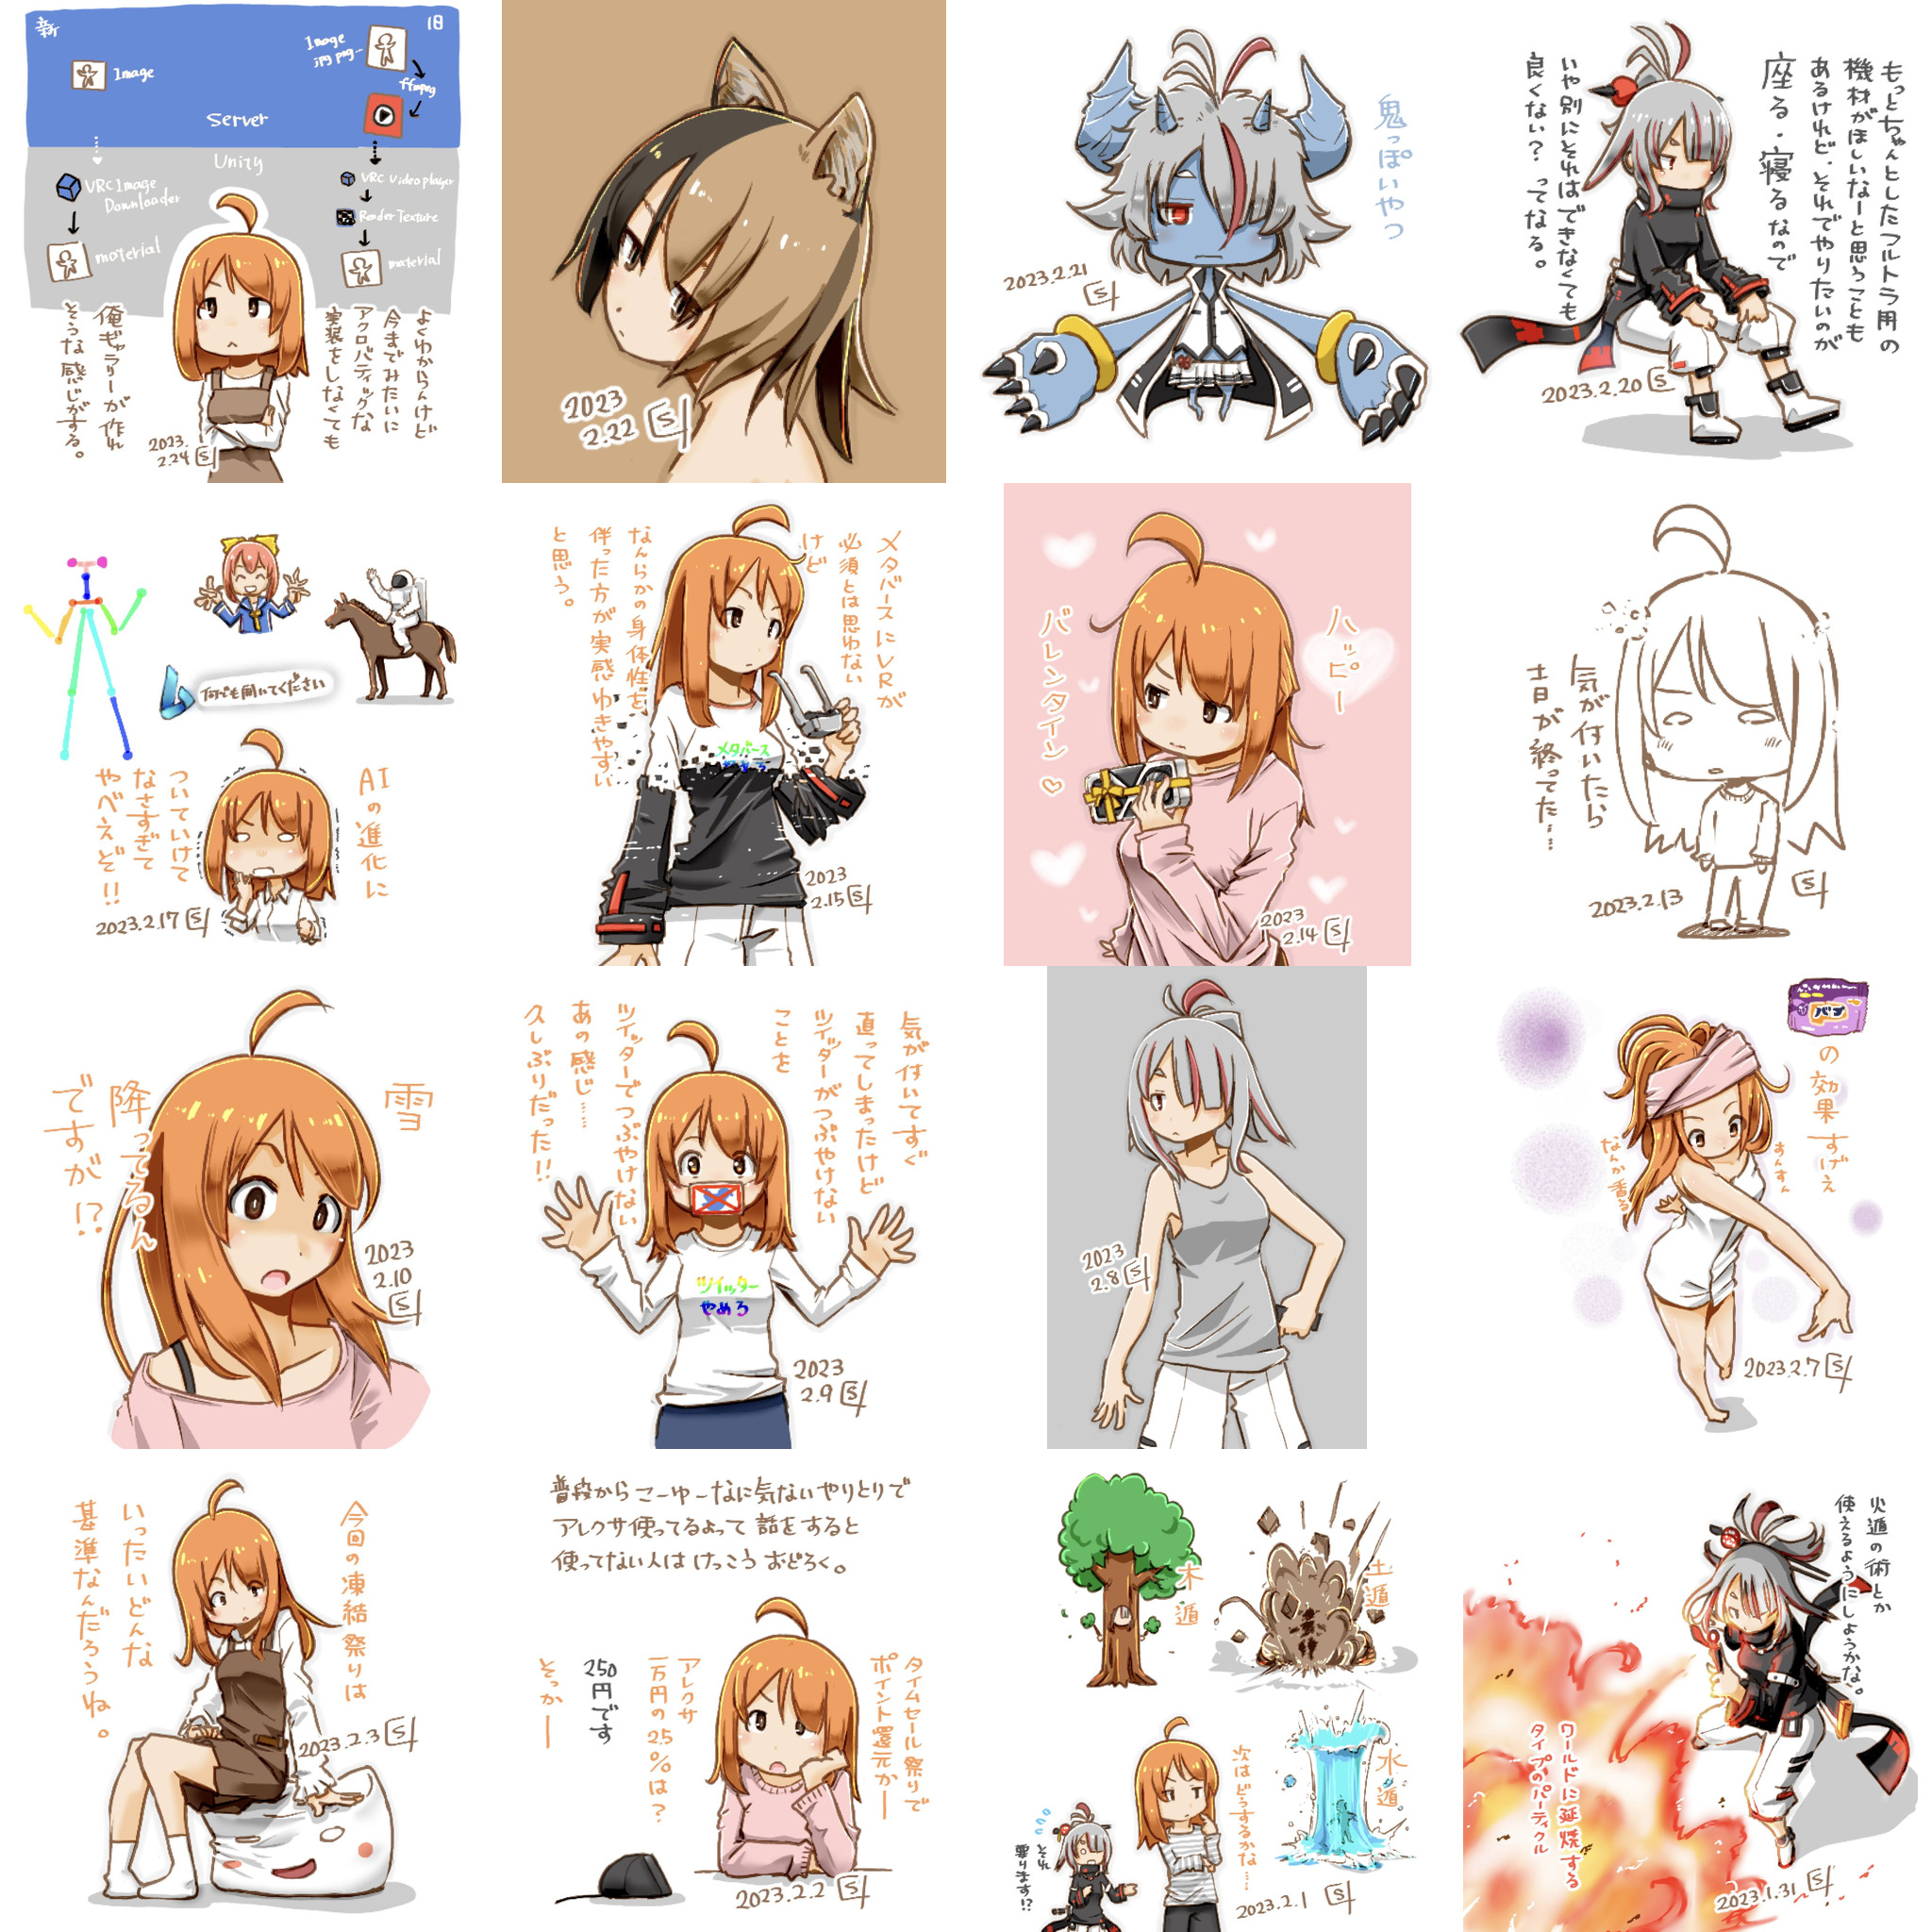 新
旧
Image
Image
jpg png
ffmpeg
Server
Unity
VRC Image
Downloader
material
VRC Video player
Render Texture
material
よくわからんけど
今までみたいに
アクロバティックな
実装をしなくても
俺ギャラリーが作れ
そうな感じがする。
2023.
2.24
2023
2.22
鬼っぽいやつ
2023.2.21
もっとちゃんとしたフルトラ用の
機材がほしいなーと思うことも
あるけれど、それでやりたいのが
座る・寝るなので
いや別にそれはできなくても
良くない？ってなる。
2023.2.20
何でも聞いてください
AIの進化に
ついていけて
なさすぎて
やべえぞ!!
2023.2.17
メタバースにVRが
必須とは思わない
けど
なんらかの身体性を
伴った方が実感わきやすい
と思う。
メタバース
2023
2.15
ハッピー
バレンタイン♡
2023
2.14
気が付いたら
土日が終ってた…
2023.2.13
雪
降ってるん
ですが!?
2023
2.10
気が付いてすぐ
直ってしまったけど
ツイッターがつぶやけない
ことを
ツイッターでつぶやけない
あの感じ……
久しぶりだった!!
ツイッター
やめろ
2023
2.9
2023
2.8
バブ
の効果すげえ
すんすん
なんか香る
2023.2.7
今回の凍結祭りは
いったいどんな
基準なんだろうね。
2023.2.3
普段からこーゆーなに気ないやりとりで
アレクサ使ってるよって話をすると
使ってない人はけっこうおどろく。
タイムセール祭りで
ポイント還元かー
アレクサ
一万円の2.5%は？
250
円です
そっかー
2023.2.2
木遁
土遁
水遁
次はどうするかな……
それ
要ります!?
2023.2.1
火遁の術とか
使えるようにしようかな。
ワールドに延焼する
タイプのパーティクル
2023.1.31